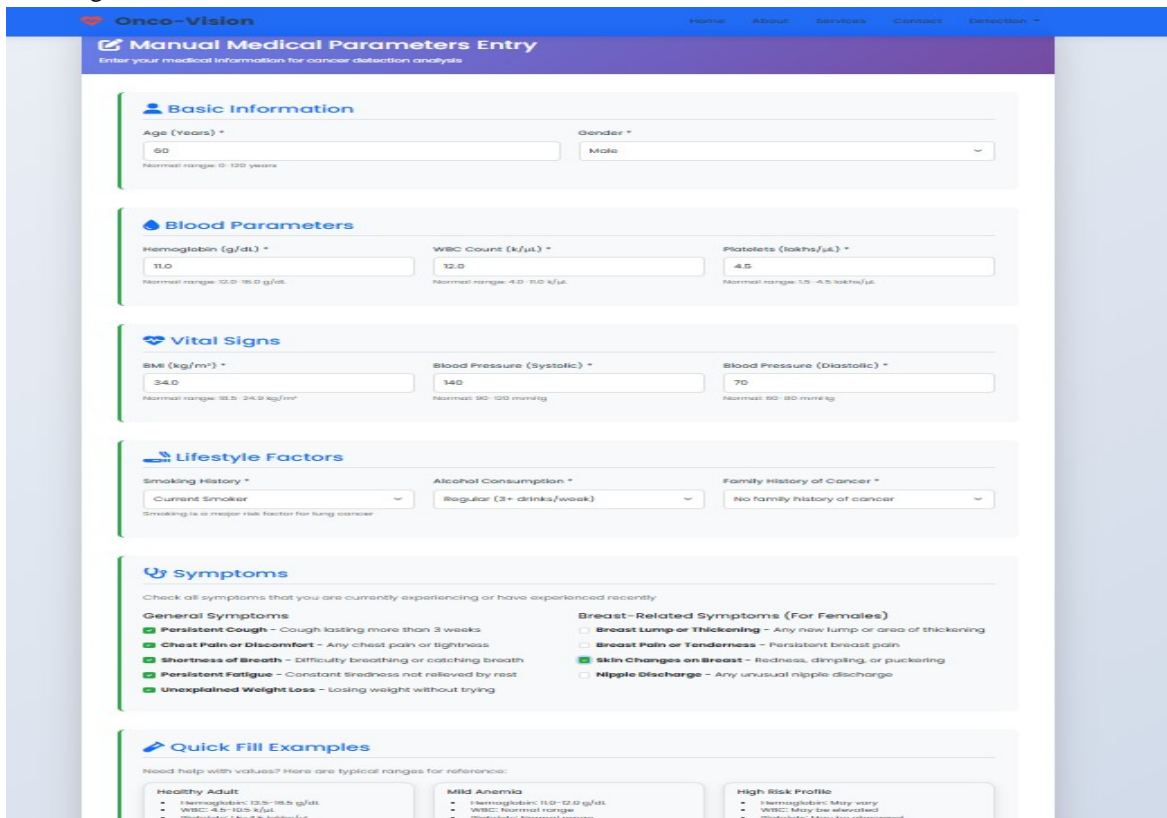 Onco-Vision
Home About Services Contact Detection
Manual Medical Parameters Entry
Enter your medical information for cancer detection analysis
Basic Information
Age (Years) * Gender *
60 Male
Normal range: 0-120 years
Blood Parameters
Hemoglobin (g/dL) * WBC Count (k/µL) * Platelets (lakhs/µL) *
11.0 12.0 4.5
Normal range: 12.0-16.0 g/dL Normal range: 4.0-11.0 k/µL Normal range: 1.5-4.5 lakhs/µL
Vital Signs
BMI (kg/m²) * Blood Pressure (Systolic) * Blood Pressure (Diastolic) *
34.0 140 70
Normal range: 18.5-24.9 kg/m² Normal: 90-120 mmHg Normal: 60-80 mmHg
Lifestyle Factors
Smoking History * Alcohol Consumption * Family History of Cancer *
Current Smoker Regular (3+ drinks/week) No family history of cancer
Smoking is a major risk factor for lung cancer
Symptoms
Check all symptoms that you are currently experiencing or have experienced recently
General Symptoms Breast-Related Symptoms (For Females)
Persistent Cough - Cough lasting more than 3 weeks Breast Lump or Thickening - Any new lump or area of thickening
Chest Pain or Discomfort - Any chest pain or tightness Breast Pain or Tenderness - Persistent breast pain
Shortness of Breath - Difficulty breathing or catching breath Skin Changes on Breast - Redness, dimpling, or puckering
Persistent Fatigue - Constant tiredness not relieved by rest Nipple Discharge - Any unusual nipple discharge
Unexplained Weight Loss - Losing weight without trying
Quick Fill Examples
Need help with values? Here are typical ranges for reference:
Healthy Adult Mild Anemia High Risk Profile
Hemoglobin: 13.5-16.5 g/dL Hemoglobin: 11.0-12.0 g/dL Hemoglobin: May vary
WBC: 4.5-10.5 k/µL WBC: Normal range WBC: May be elevated